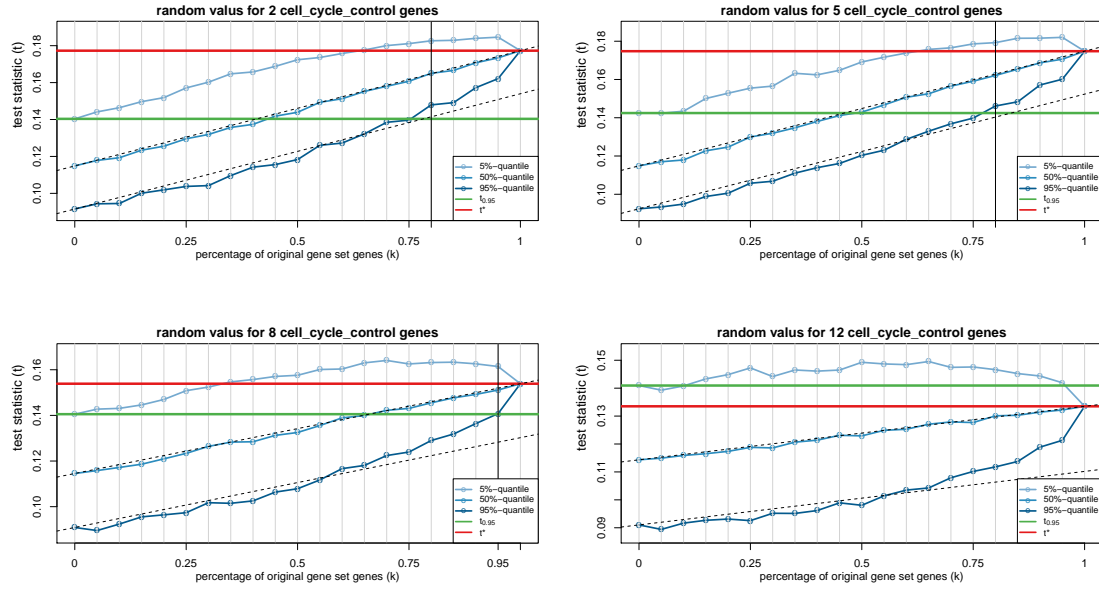 random valus for 2 cell_cycle_control genes
test statistic (t)
0.10 0.12 0.14 0.16 0.18
5%-quantile
50%-quantile
95%-quantile
t0.95
t*
0 0.25 0.5 0.75 1
percentage of original gene set genes (k)
random valus for 5 cell_cycle_control genes
test statistic (t)
0.10 0.12 0.14 0.16 0.18
5%-quantile
50%-quantile
95%-quantile
t0.95
t*
0 0.25 0.5 0.75 1
percentage of original gene set genes (k)
random valus for 8 cell_cycle_control genes
test statistic (t)
0.10 0.12 0.14 0.16
5%-quantile
50%-quantile
95%-quantile
t0.95
t*
0 0.25 0.5 0.75 0.95
percentage of original gene set genes (k)
random valus for 12 cell_cycle_control genes
test statistic (t)
0.09 0.11 0.13 0.15
5%-quantile
50%-quantile
95%-quantile
t0.95
t*
0 0.25 0.5 0.75 1
percentage of original gene set genes (k)